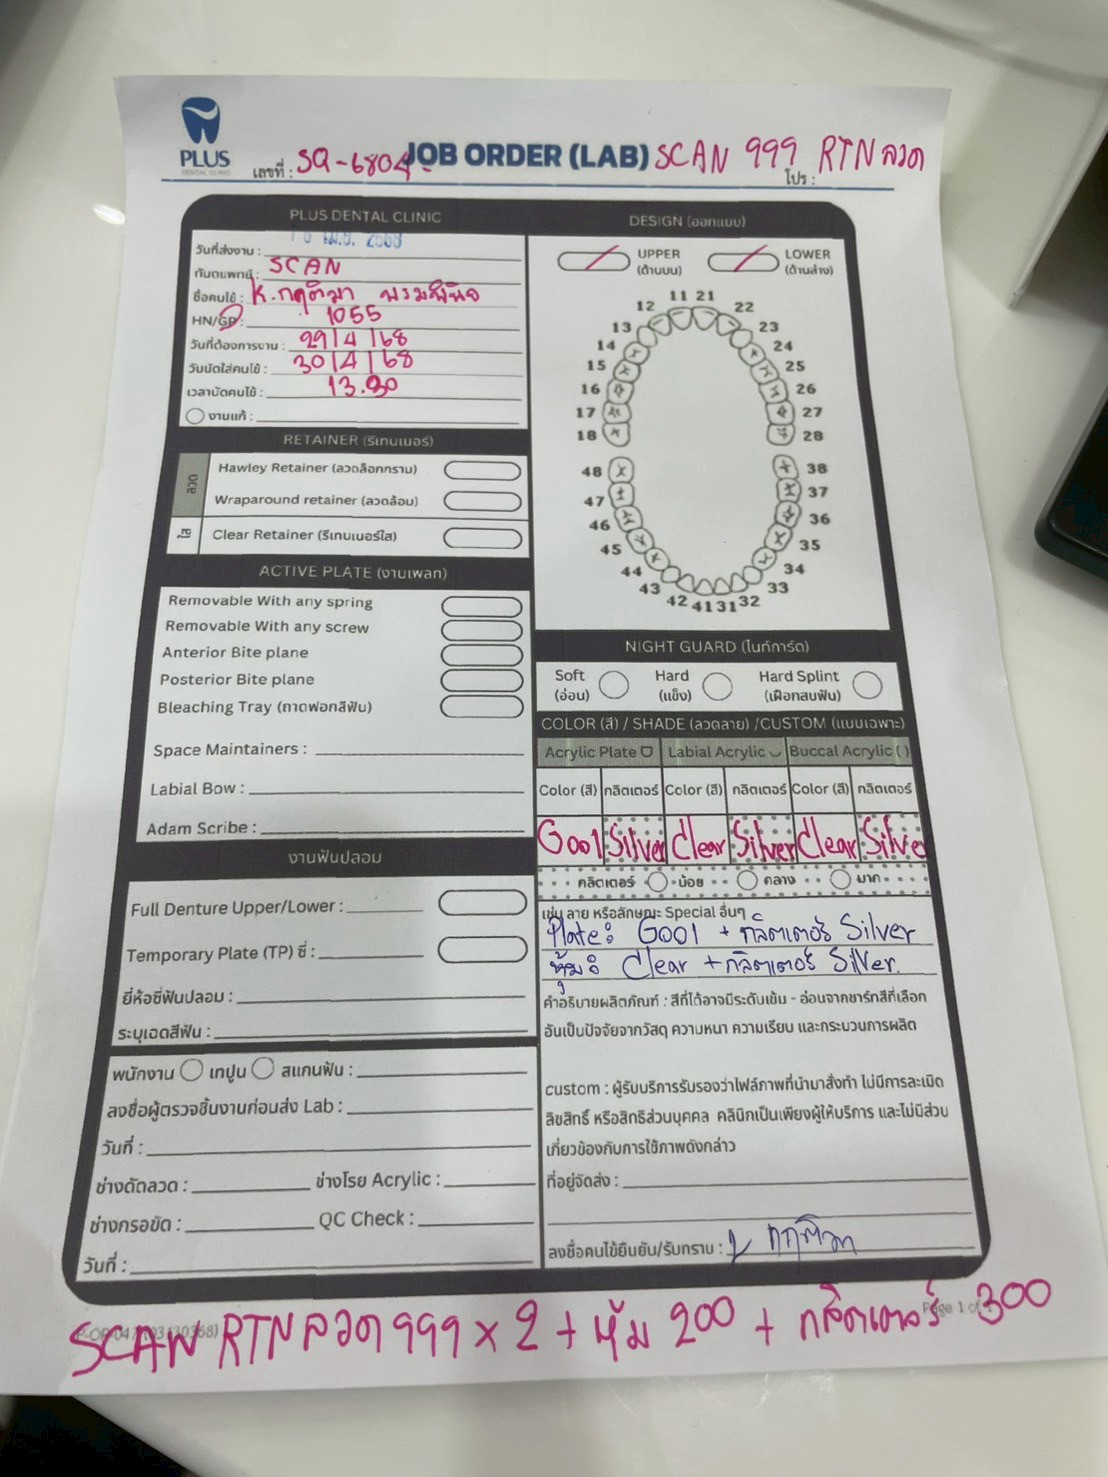 PLUS
DENTAL CLINIC
เลขที่ : SQ-6804-
JOB ORDER (LAB) SCAN 999 RTN ลวด
โปร :
PLUS DENTAL CLINIC
วันที่ส่งงาน : เม.ย. 2568
ทันตแพทย์ : SCAN
ชื่อคนไข้ : K.กฤติมา
HN/GP : 1055
วันที่ต้องการงาน : 29/4/68
วันนัดใส่คนไข้ : 30/4/68
เวลานัดคนไข้ : 13.30
งานแก้ :
RETAINER (รีเทนเนอร์)
ลวด
Hawley Retainer (ลวดล็อกกราม)
Wraparound retainer (ลวดล้อม)
ใส
Clear Retainer (รีเทนเนอร์ใส)
ACTIVE PLATE (งานเพลท)
Removable With any spring
Removable With any screw
Anterior Bite plane
Posterior Bite plane
Bleaching Tray (ถาดฟอกสีฟัน)
Space Maintainers :
Labial Bow :
Adam Scribe :
งานฟันปลอม
Full Denture Upper/Lower :
Temporary Plate (TP) ซี่ :
ยี่ห้อซี่ฟันปลอม :
ระบุเฉดสีฟัน :
พนักงาน เทปูน สแกนฟัน :
ลงชื่อผู้ตรวจชิ้นงานก่อนส่ง Lab :
วันที่ :
ช่างดัดลวด : ช่างโรย Acrylic :
ช่างกรอขัด : QC Check :
วันที่ :
DESIGN (ออกแบบ)
UPPER
(ด้านบน)
LOWER
(ด้านล่าง)
11 21
12 22
13 23
14 24
15 25
16 26
17 27
18 28
48 38
47 37
46 36
45 35
44 34
43 33
42 41 31 32
NIGHT GUARD (ไนท์การ์ด)
Soft
(อ่อน)
Hard
(แข็ง)
Hard Splint
(เฝือกสบฟัน)
COLOR (สี) / SHADE (ลวดลาย) /CUSTOM (แบบเฉพาะ)
Acrylic Plate Labial Acrylic Buccal Acrylic ( )
Color (สี) กลิตเตอร์ Color (สี) กลิตเตอร์ Color (สี) กลิตเตอร์
G001 Silver Clear Silver Clear Silve
กลิตเตอร์ น้อย กลาง มาก
เช่น ลาย หรือลักษณะ Special อื่นๆ
Plate: G001 + กลิตเตอร์ Silver
หุ้ม: Clear + กลิตเตอร์ Silver.
คำอธิบายผลิตภัณฑ์ : สีที่ได้อาจมีระดับเข้ม - อ่อนจากชาร์ทสีที่เลือก
อันเป็นปัจจัยจากวัสดุ ความหนา ความเรียบ และกระบวนการผลิต
custom : ผู้รับบริการรับรองว่าไฟล์ภาพที่นำมาสั่งทำ ไม่มีการละเมิด
ลิขสิทธิ์ หรือสิทธิส่วนบุคคล คลินิกเป็นเพียงผู้ให้บริการ และไม่มีส่วน
เกี่ยวข้องกับการใช้ภาพดังกล่าว
ที่อยู่จัดส่ง :
ลงชื่อคนไข้ยืนยัน/รับทราบ : กฤติมา
Page 1 of
SCAN RTN ลวด 999 x 2 + หุ้ม 200 + กลิตเตอร์ 300